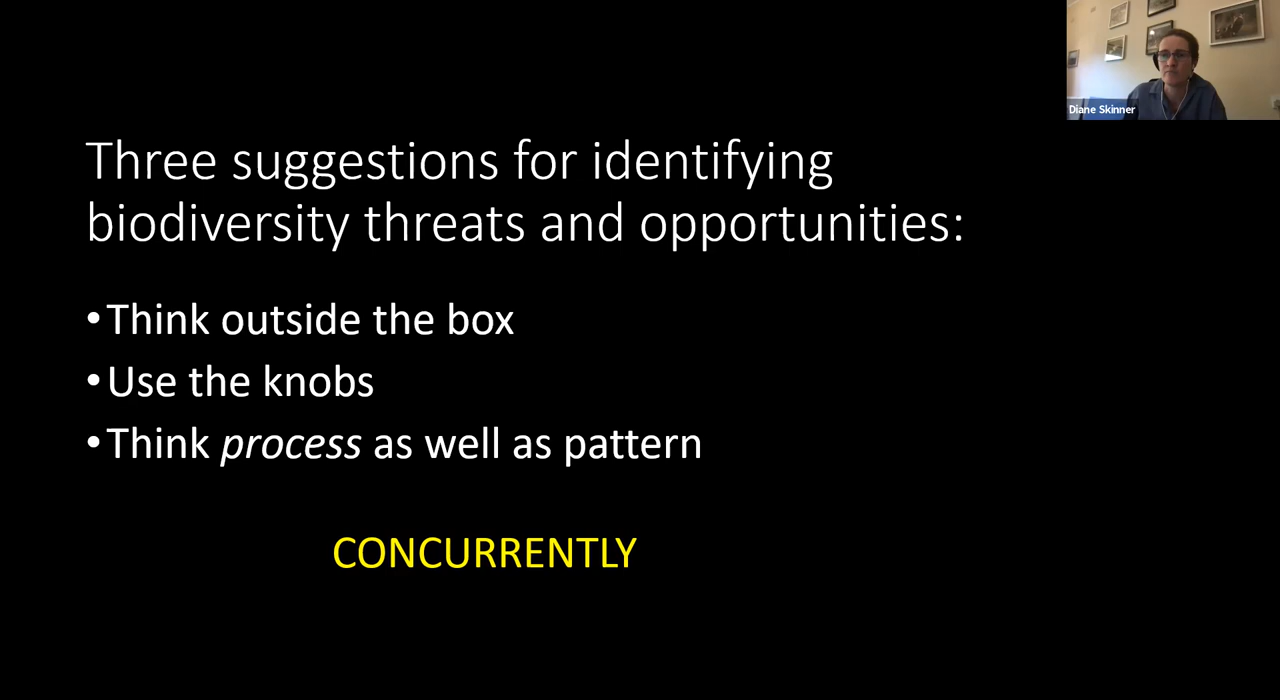 Diane Skinner
Three suggestions for identifying
biodiversity threats and opportunities:
•Think outside the box
•Use the knobs
•Think process as well as pattern
CONCURRENTLY